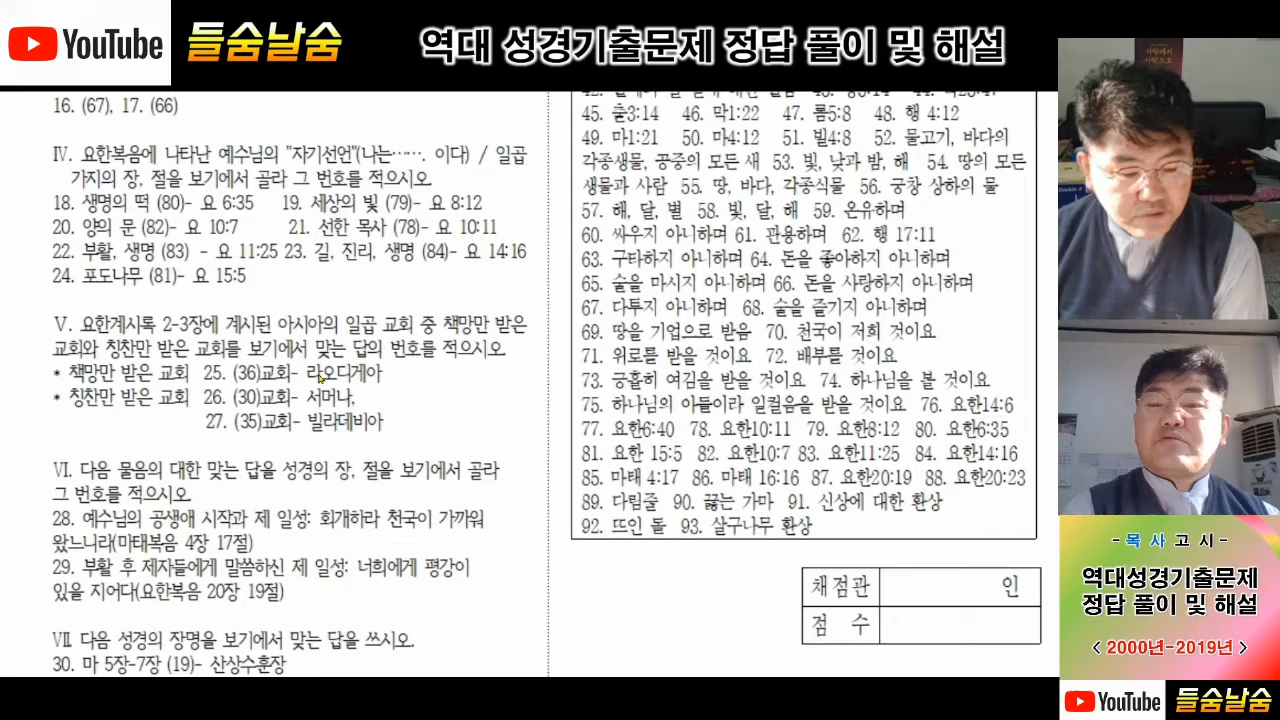 YouTube 들숨날숨
역대 성경기출문제 정답 풀이 및 해설
16. (67), 17. (66)
Ⅳ. 요한복음에 나타난 예수님의 "자기선언"(나는……. 이다) / 일곱
가지의 장, 절을 보기에서 골라 그 번호를 적으시오.
18. 생명의 떡 (80)- 요 6:35 19. 세상의 빛 (79)- 요 8:12
20. 양의 문 (82)- 요 10:7 21. 선한 목사 (78)- 요 10:11
22. 부활, 생명 (83) - 요 11:25 23. 길, 진리, 생명 (84)- 요 14:16
24. 포도나무 (81)- 요 15:5
Ⅴ. 요한계시록 2-3장에 계시된 아시아의 일곱 교회 중 책망만 받은
교회와 칭찬만 받은 교회를 보기에서 맞는 답의 번호를 적으시오.
* 책망만 받은 교회 25. (36)교회- 라오디게아
* 칭찬만 받은 교회 26. (30)교회- 서머나,
27. (35)교회- 빌라데비아
Ⅵ. 다음 물음의 대한 맞는 답을 성경의 장, 절을 보기에서 골라
그 번호를 적으시오.
28. 예수님의 공생애 시작과 제 일성: 회개하라 천국이 가까워
왔느니라(마태복음 4장 17절)
29. 부활 후 제자들에게 말씀하신 제 일성: 너희에게 평강이
있을 지어다(요한복음 20장 19절)
Ⅶ. 다음 성경의 장명을 보기에서 맞는 답을 쓰시오.
30. 마 5장-7장 (19)- 산상수훈장
45. 출3:14 46. 막1:22 47. 롬5:8 48. 행 4:12
49. 마1:21 50. 마4:12 51. 빌4:8 52. 물고기, 바다의
각종생물, 공중의 모든 새 53. 빛, 낮과 밤, 해 54. 땅의 모든
생물과 사람 55. 땅, 바다, 각종식물 56. 궁창 상하의 물
57. 해, 달, 별 58. 빛, 달, 해 59. 온유하며
60. 싸우지 아니하며 61. 관용하며 62. 행 17:11
63. 구타하지 아니하며 64. 돈을 좋아하지 아니하며
65. 술을 마시지 아니하며 66. 돈을 사랑하지 아니하며
67. 다투지 아니하며 68. 술을 즐기지 아니하며
69. 땅을 기업으로 받음 70. 천국이 저희 것이요
71. 위로를 받을 것이요 72. 배부를 것이요
73. 긍휼히 여김을 받을 것이요 74. 하나님을 볼 것이요
75. 하나님의 아들이라 일컬음을 받을 것이요 76. 요한14:6
77. 요한6:40 78. 요한10:11 79. 요한8:12 80. 요한6:35
81. 요한 15:5 82. 요한10:7 83. 요한11:25 84. 요한14:16
85. 마태 4:17 86. 마태 16:16 87. 요한20:19 88. 요한20:23
89. 다림줄 90. 끓는 가마 91. 신상에 대한 환상
92. 뜨인 돌 93. 살구나무 환상
채점관 인
점 수
- 목 사 고 시 -
역대성경기출문제
정답 풀이 및 해설
< 2000년-2019년 >
YouTube 들숨날숨